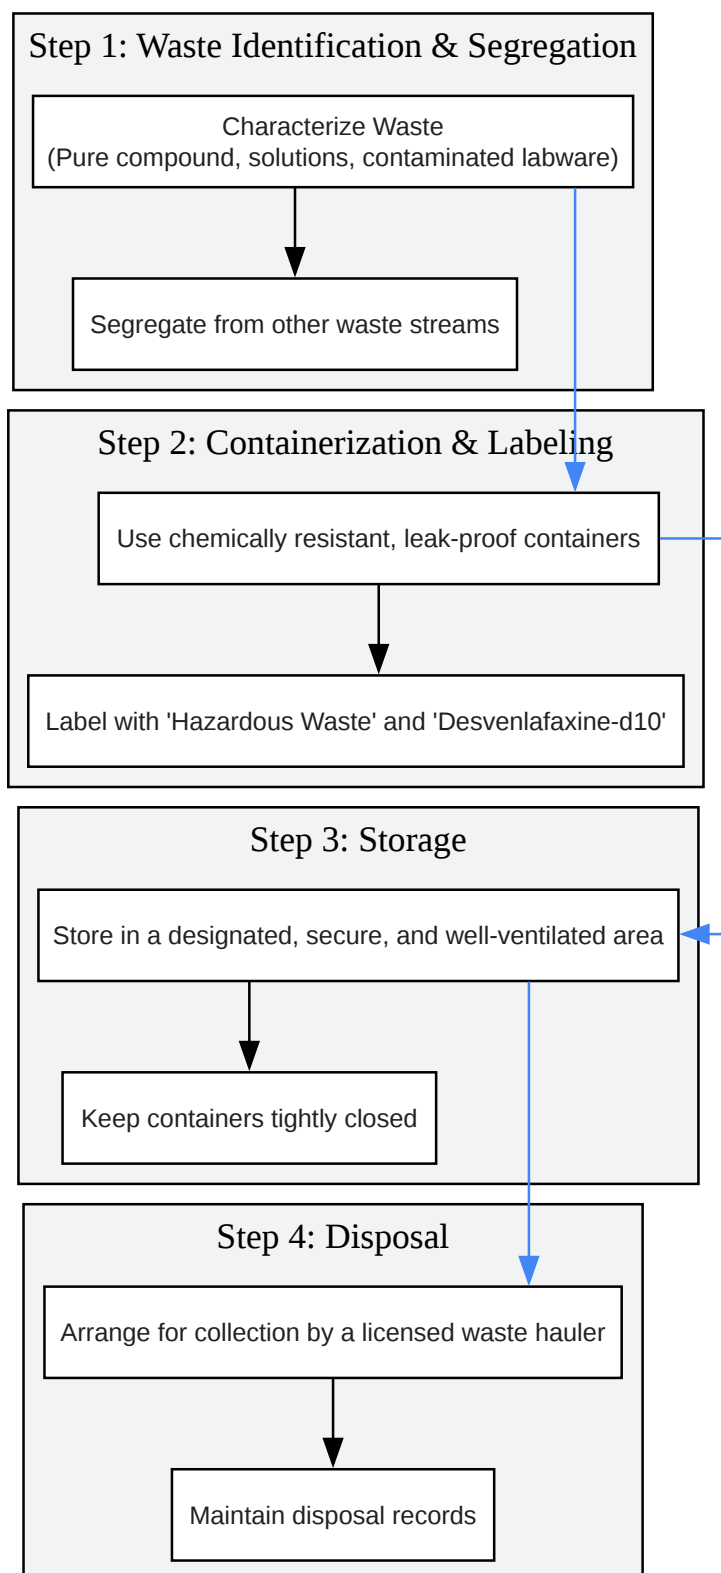 Step 1: Waste Identification & Segregation
Characterize Waste
(Pure compound, solutions, contaminated labware)
Segregate from other waste streams
Step 2: Containerization & Labeling
Use chemically resistant, leak-proof containers
Label with 'Hazardous Waste' and 'Desvenlafaxine-d10'
Step 3: Storage
Store in a designated, secure, and well-ventilated area
Keep containers tightly closed
Step 4: Disposal
Arrange for collection by a licensed waste hauler
Maintain disposal records